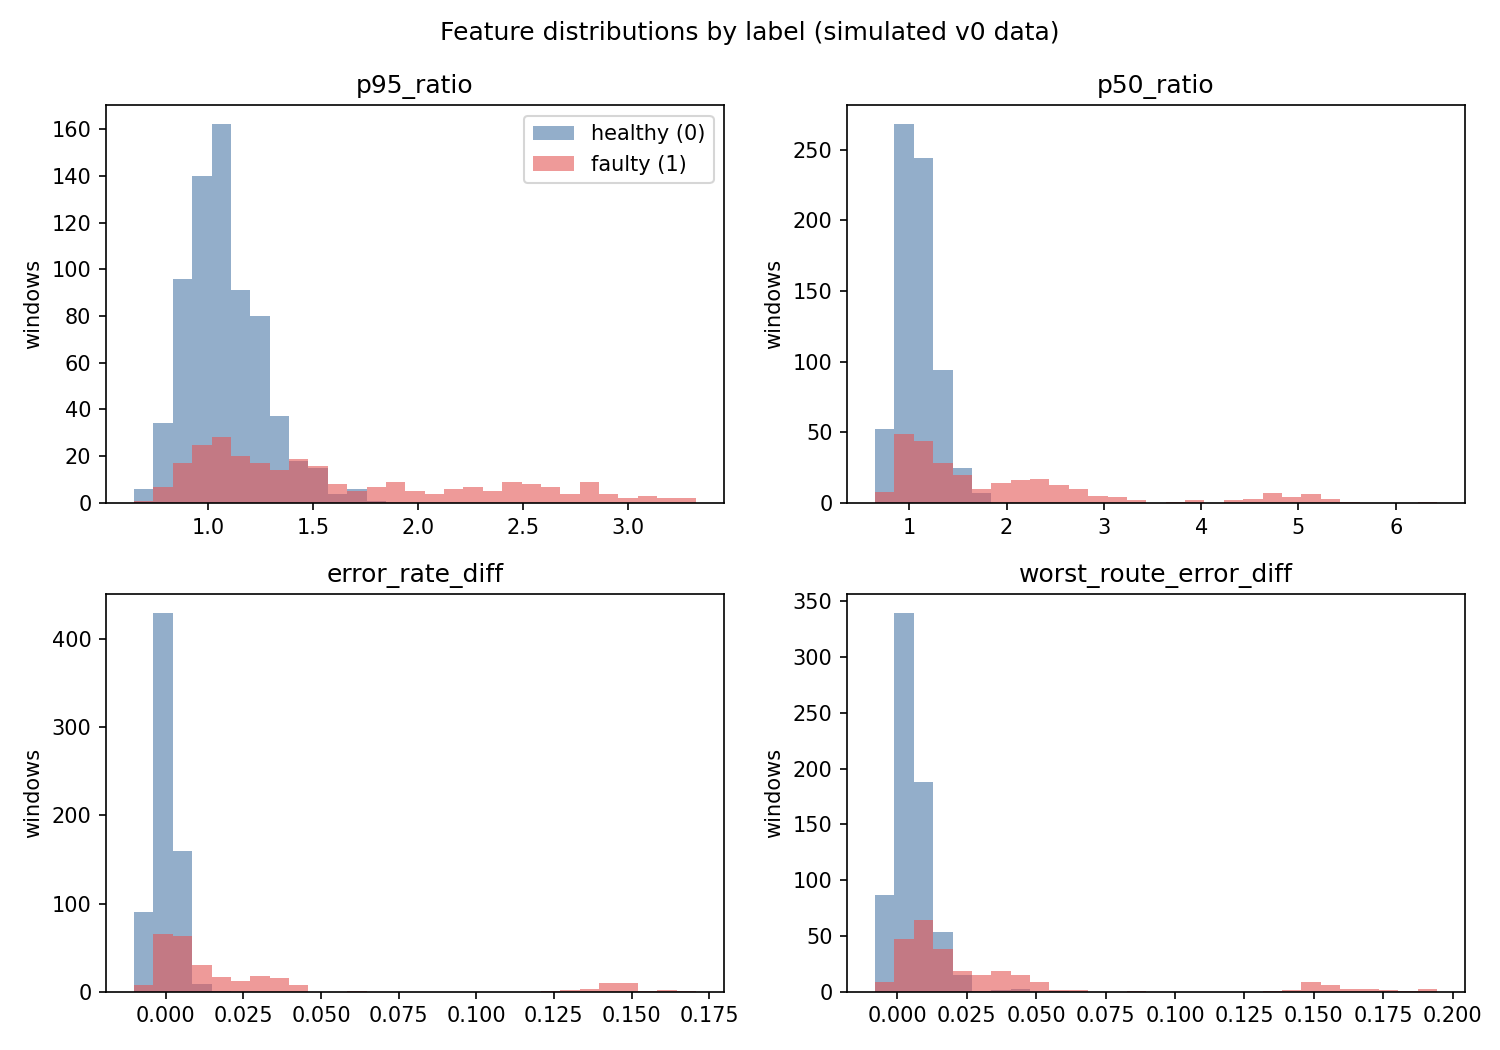 Feature distributions by label (simulated v0 data)
p95_ratio
windows
160
140
120
100
80
60
40
20
0
1.0 1.5 2.0 2.5 3.0
healthy (0)
faulty (1)
p50_ratio
windows
250
200
150
100
50
0
1 2 3 4 5 6
error_rate_diff
windows
400
300
200
100
0
0.000 0.025 0.050 0.075 0.100 0.125 0.150 0.175
worst_route_error_diff
windows
350
300
250
200
150
100
50
0
0.000 0.025 0.050 0.075 0.100 0.125 0.150 0.175 0.200